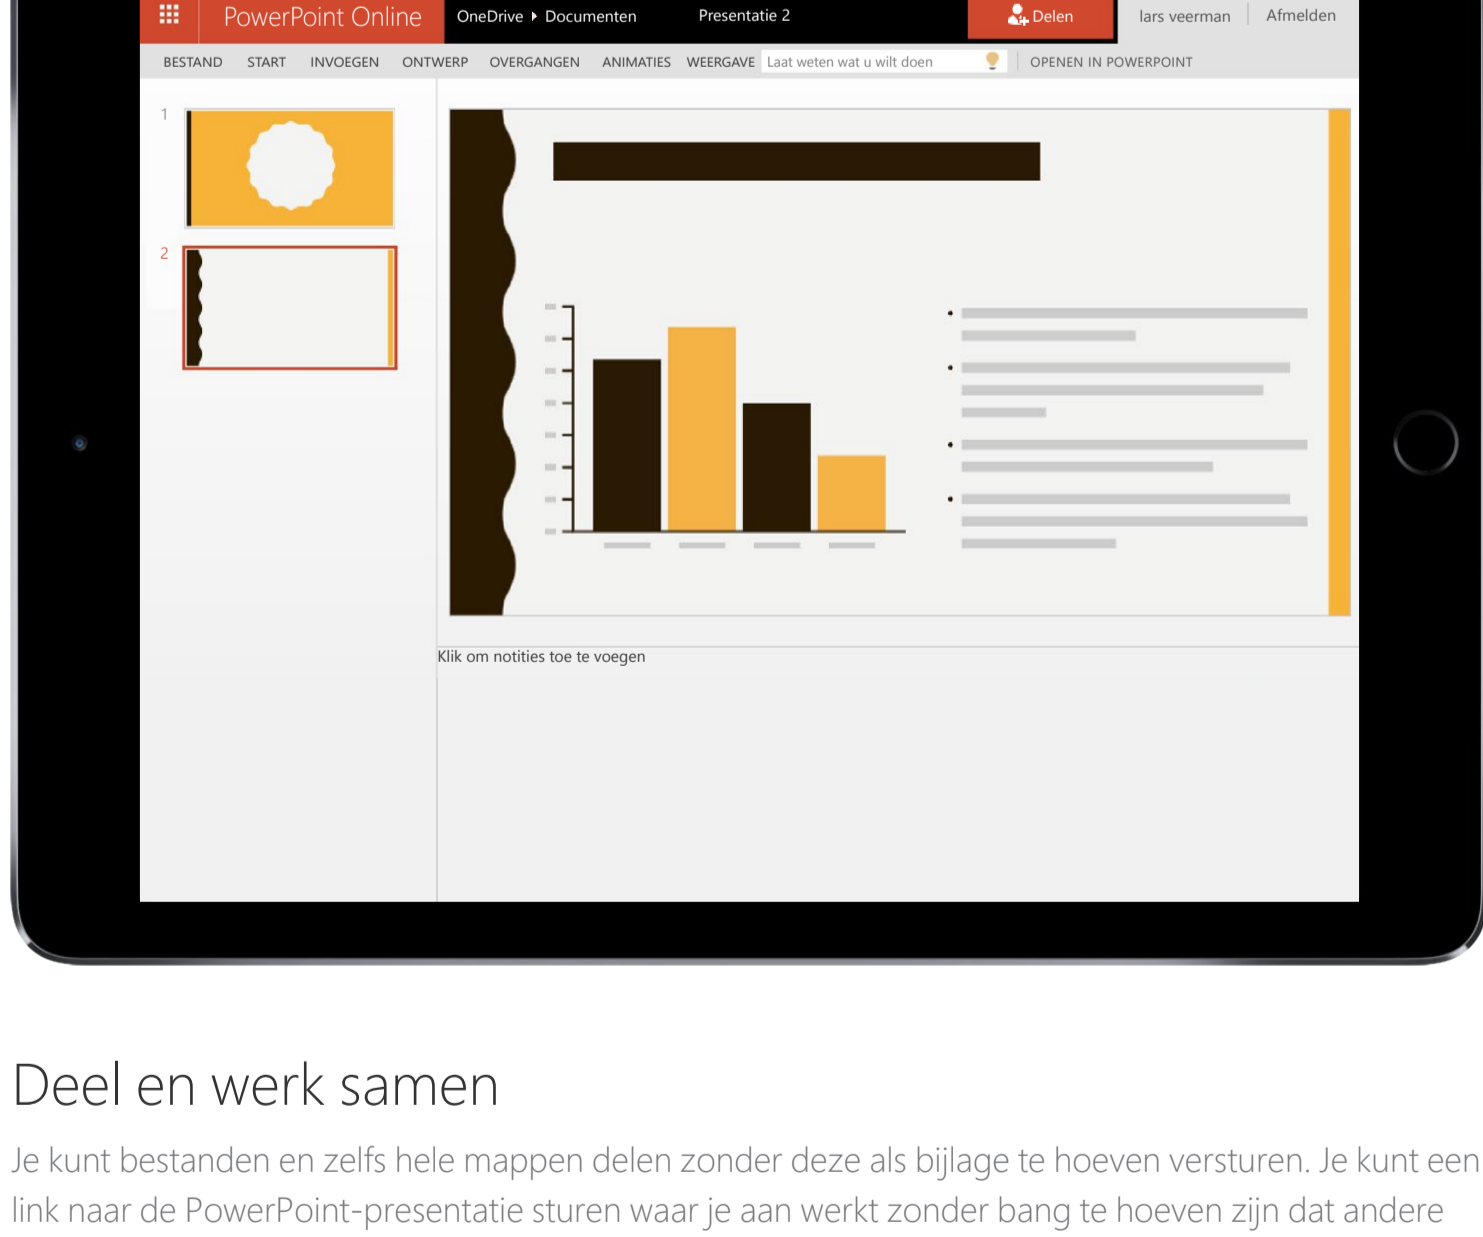 PowerPoint Online OneDrive Documenten Presentatie 2 Delen lars veerman Afmelden
BESTAND START INVOEGEN ONTWERP OVERGANGEN ANIMATIES WEERGAVE Laat weten wat u wilt doen OPENEN IN POWERPOINT
1
2
Klik om notities toe te voegen
Deel en werk samen
Je kunt bestanden en zelfs hele mappen delen zonder deze als bijlage te hoeven versturen. Je kunt een
link naar de PowerPoint-presentatie sturen waar je aan werkt zonder bang te hoeven zijn dat andere